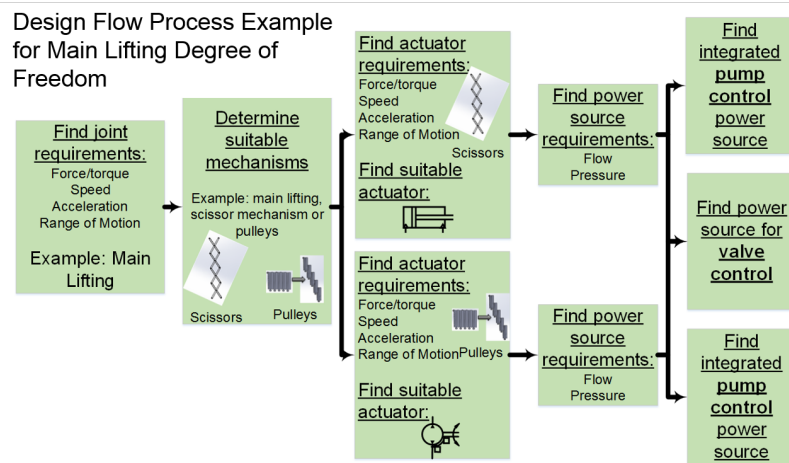 Design Flow Process Example
for Main Lifting Degree of
Freedom
Find joint
requirements:
Force/torque
Speed
Acceleration
Range of Motion
Example: Main
Lifting
Determine
suitable
mechanisms
Example: main lifting,
scissor mechanism or
pulleys
Scissors
Pulleys
Find actuator
requirements:
Force/torque
Speed
Acceleration
Range of Motion
Scissors
Find suitable
actuator:
Find actuator
requirements:
Force/torque
Speed
Acceleration
Range of Motion
Pulleys
Find suitable
actuator:
Find power
source
requirements:
Flow
Pressure
Find power
source
requirements:
Flow
Pressure
Find
integrated
pump
control
power
source
Find power
source for
valve
control
Find
integrated
pump
control
power
source